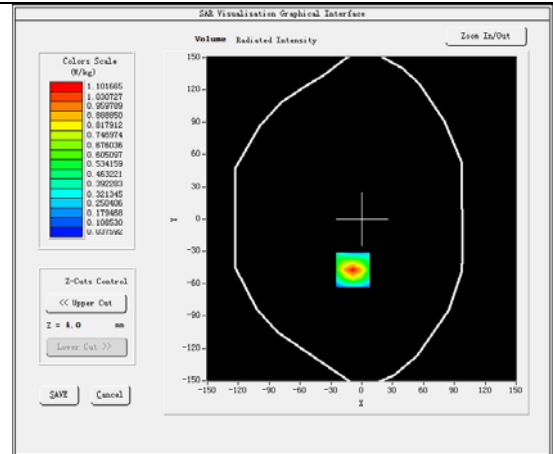 SAR Visualisation Graphical Interface
Volume Radiated Intensity
Zoom In/Out
Colors Scale
(W/kg)
1.101665
1.030727
0.959789
0.888850
0.817912
0.746974
0.676036
0.605097
0.534159
0.463221
0.392283
0.321345
0.250406
0.179468
0.108530
0.037592
Z-Cuts Control
<< Upper Cut
Z = 4.0 mm
Lower Cut >>
SAVE Cancel
150
120
90
60
30
0
-30
-60
-90
-120
-150
Y
-150 -120 -90 -60 -30 0 30 60 90 120 150
X